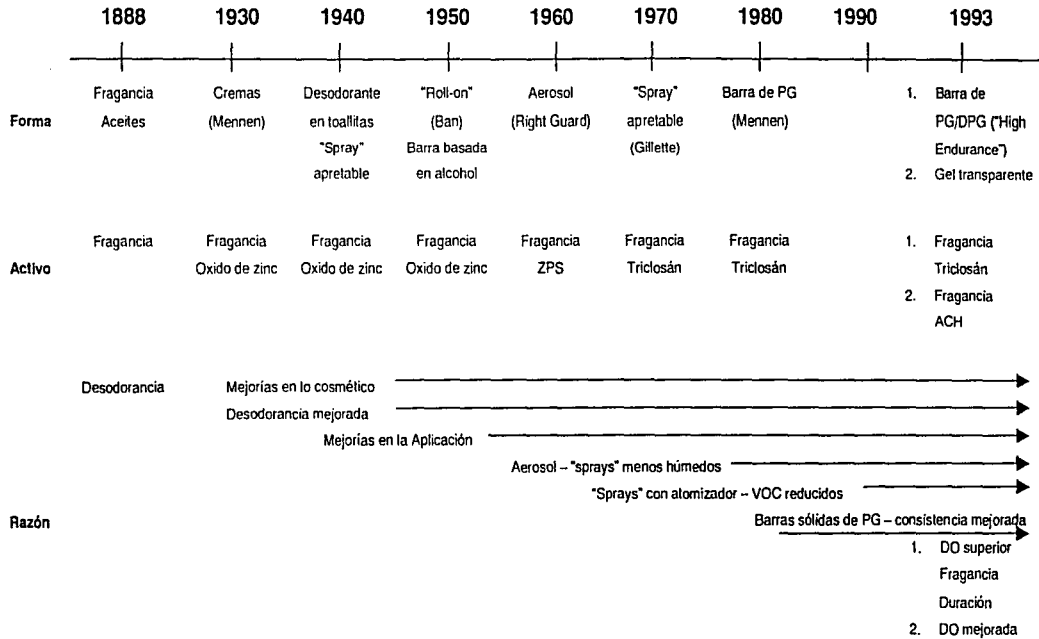 1888 1930 1940 1950 1960 1970 1980 1990 1993
Forma
Fragancia
Aceites
Cremas
(Mennen)
Desodorante
en toallitas
"Spray"
apretable
"Roll-on"
(Ban)
Barra basada
en alcohol
Aerosol
(Right Guard)
"Spray"
apretable
(Gillette)
Barra de PG
(Mennen)
1. Barra de
PG/DPG ("High
Endurance")
2. Gel transparente
Activo
Fragancia
Fragancia
Oxido de zinc
Fragancia
Oxido de zinc
Fragancia
Oxido de zinc
Fragancia
ZPS
Fragancia
Triclosán
Fragancia
Triclosán
1. Fragancia
Triclosán
2. Fragancia
ACH
Razón
Desodorancia
Mejorías en lo cosmético
Desodorancia mejorada
Mejorías en la Aplicación
Aerosol – "sprays" menos húmedos
"Sprays" con atomizador – VOC reducidos
Barras sólidas de PG – consistencia mejorada
1. DO superior
Fragancia
Duración
2. DO mejorada